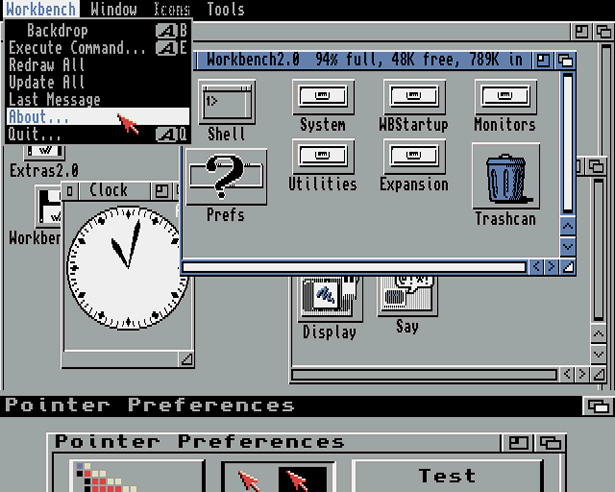 Workbench Window Icons Tools
Backdrop B
Execute Command... E
Redraw All
Update All
Last Message
About...
Quit... Q
Workbench2.0 94% full, 48K free, 789K in
1>
Shell
System
WBStartup
Monitors
Prefs
Utilities
Expansion
Trashcan
Extras2.0
Clock
Workben
Display
Say
Pointer Preferences
Pointer Preferences
Test